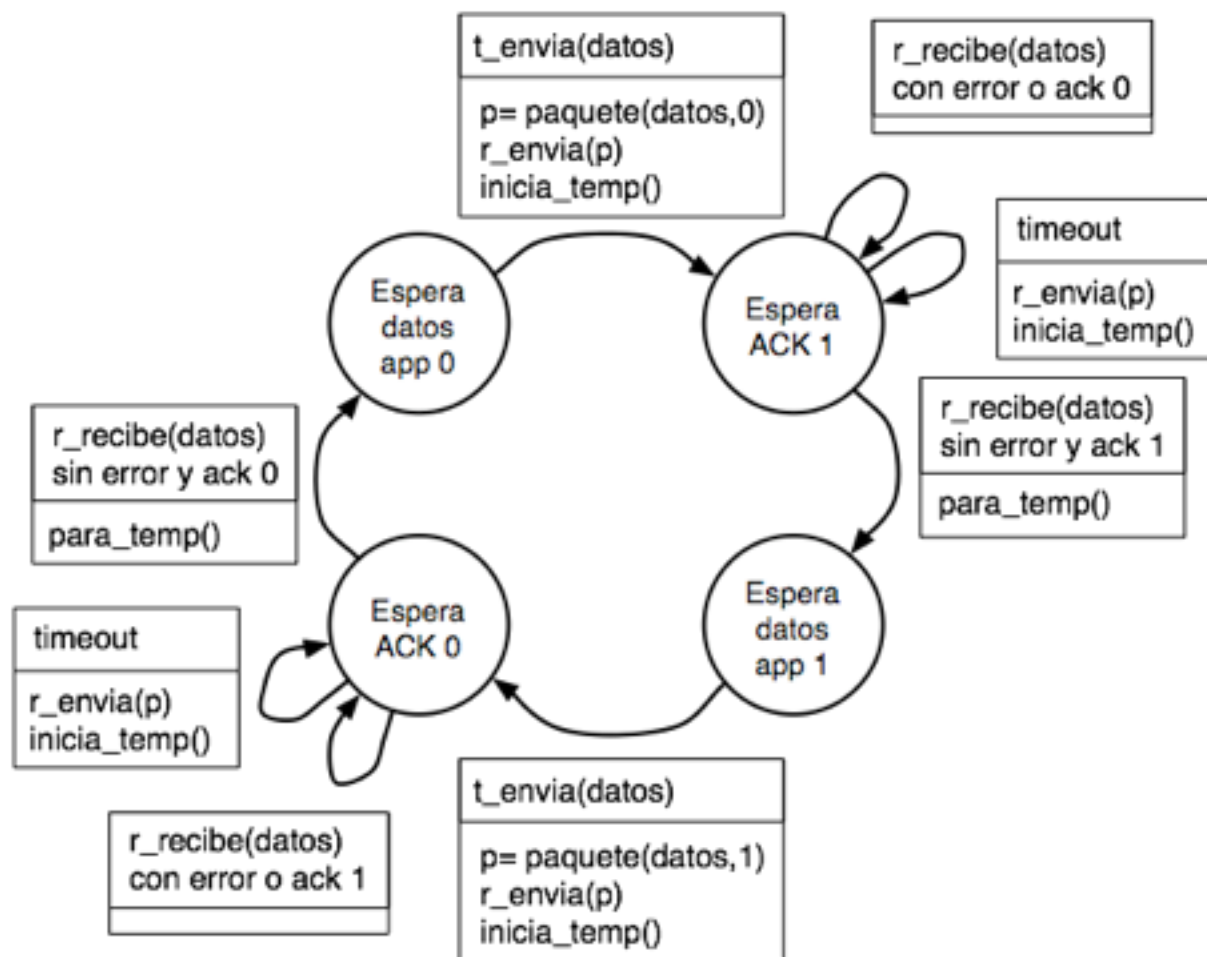 t_envia(datos)
p= paquete(datos,0)
r_envia(p)
inicia_temp()
r_recibe(datos)
con error o ack 0
timeout
r_envia(p)
inicia_temp()
Espera
datos
app 0
Espera
ACK 1
r_recibe(datos)
sin error y ack 0
para_temp()
r_recibe(datos)
sin error y ack 1
para_temp()
Espera
ACK 0
Espera
datos
app 1
timeout
r_envia(p)
inicia_temp()
r_recibe(datos)
con error o ack 1
t_envia(datos)
p= paquete(datos,1)
r_envia(p)
inicia_temp()